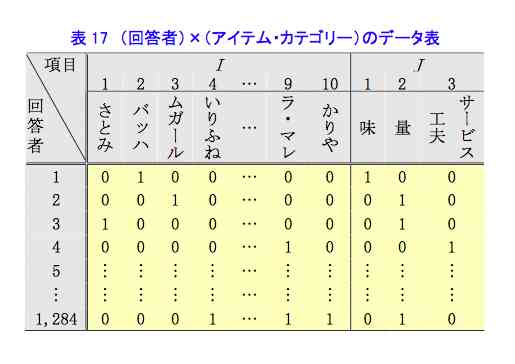 表 17 (回答者)×(アイテム・カテゴリー)のデータ表
項目 I J
1 2 3 4 … 9 10 1 2 3
回答者 さとみ バッハ ムガール いりふね … ラ・マレ かりや 味 量 工夫 サービス
1 0 1 0 0 … 0 0 1 0 0
2 0 0 1 0 … 0 0 0 1 0
3 1 0 0 0 … 0 0 0 1 0
4 0 0 0 0 … 1 0 0 0 1
5 ⋮ ⋮ ⋮ ⋮ … ⋮ ⋮ ⋮ ⋮ ⋮
⋮ ⋮ ⋮ ⋮ ⋮ … ⋮ ⋮ ⋮ ⋮ ⋮
1,284 0 0 0 1 … 1 1 0 1 0